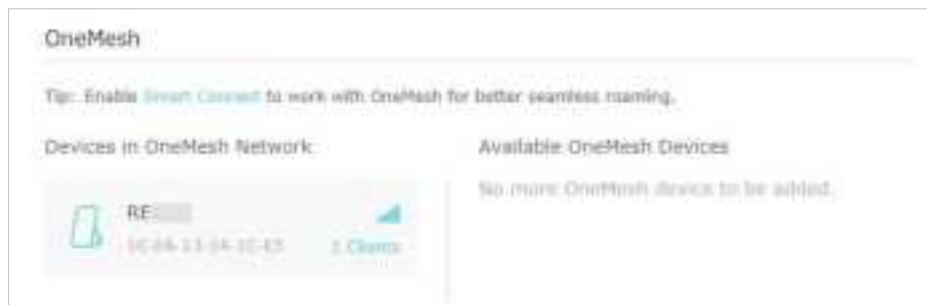 OneMesh
Tip: Enable Smart Connect to work with OneMesh for better seamless roaming.
Devices in OneMesh Network
Available OneMesh Devices
No more OneMesh device to be added.
RE
1 Clients